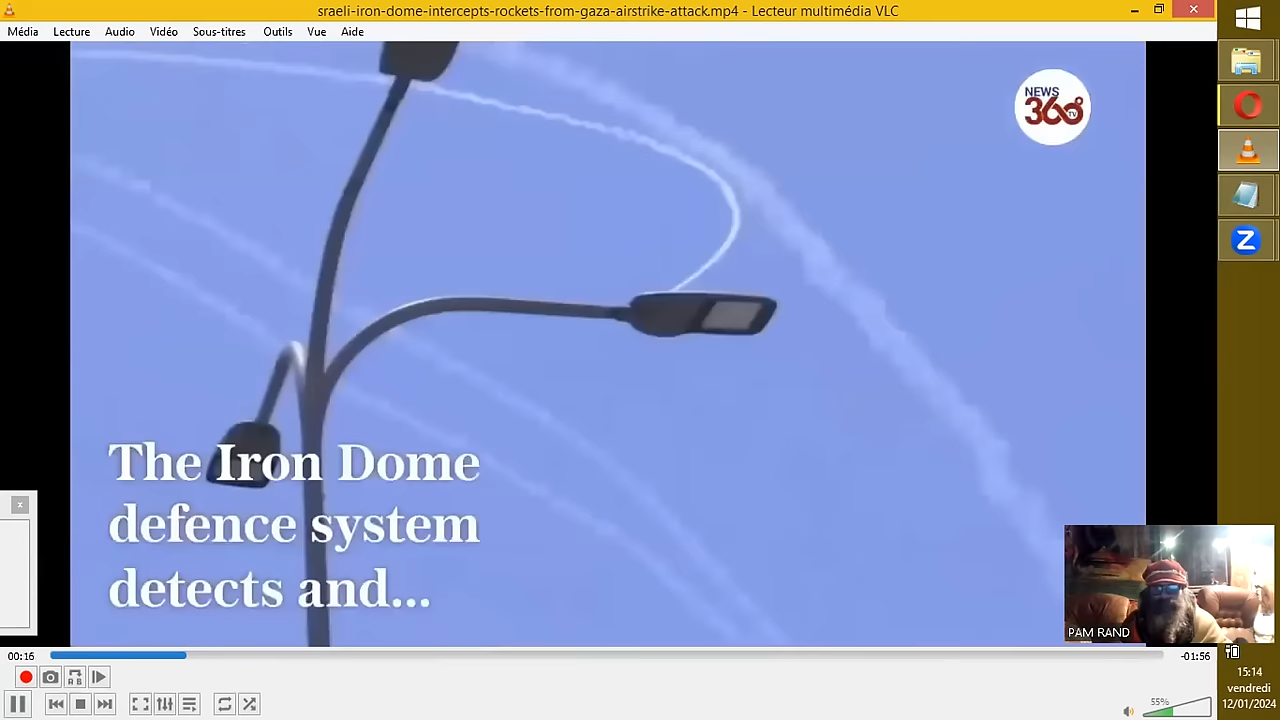 sraeli-iron-dome-intercepts-rockets-from-gaza-airstrike-attack.mp4 - Lecteur multimédia VLC
Média Lecture Audio Vidéo Sous-titres Outils Vue Aide
NEWS
360
TV
The Iron Dome
defence system
detects and...
PAM RAND
00:16
-01:56
55%
15:14
vendredi
12/01/2024